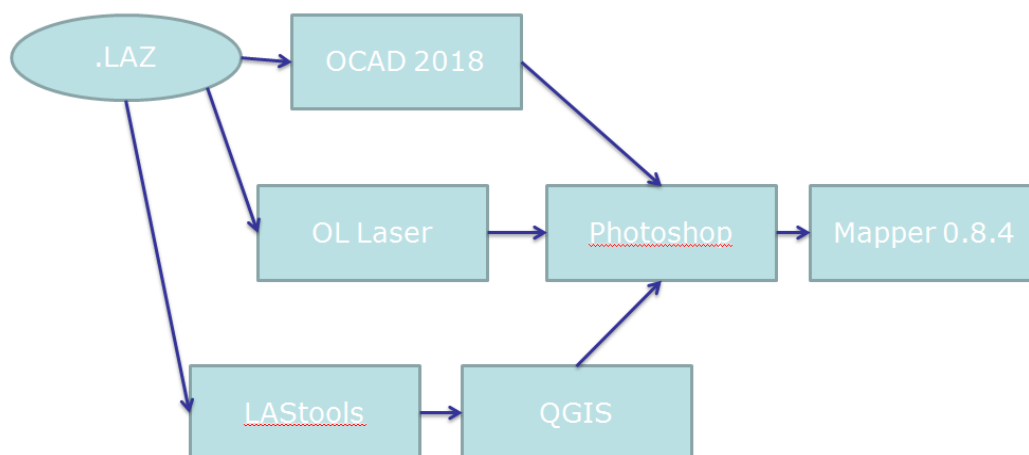 .LAZ
OCAD 2018
OL Laser
Photoshop
Mapper 0.8.4
LAStools
QGIS